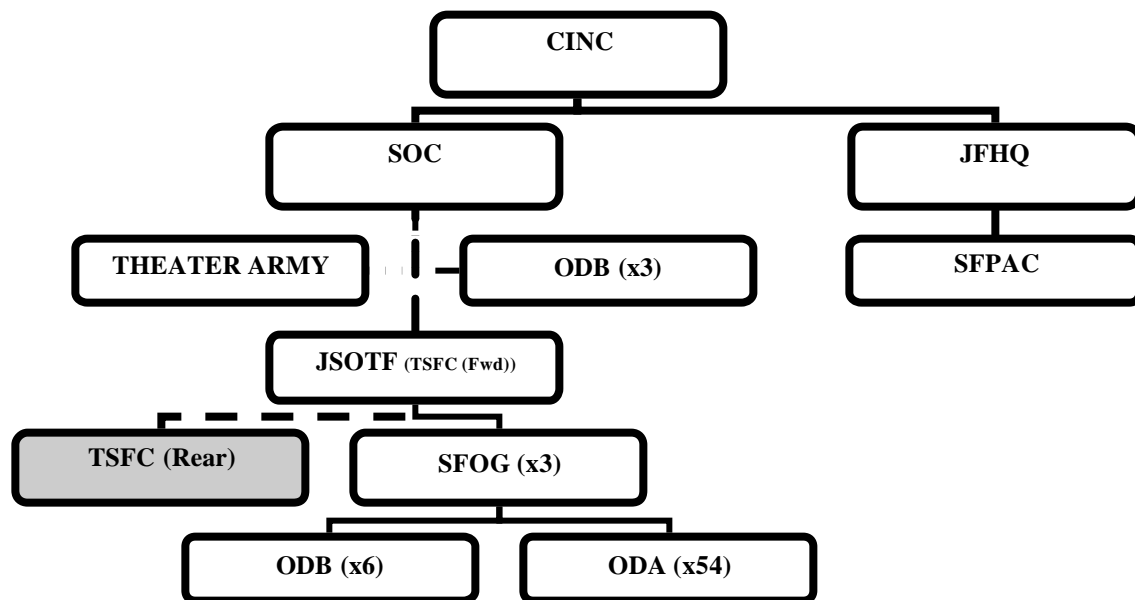 CINC
SOC
JFHQ
THEATER ARMY
ODB (x3)
SFPAC
JSOTF (TSFC (Fwd))
TSFC (Rear)
SFOG (x3)
ODB (x6)
ODA (x54)